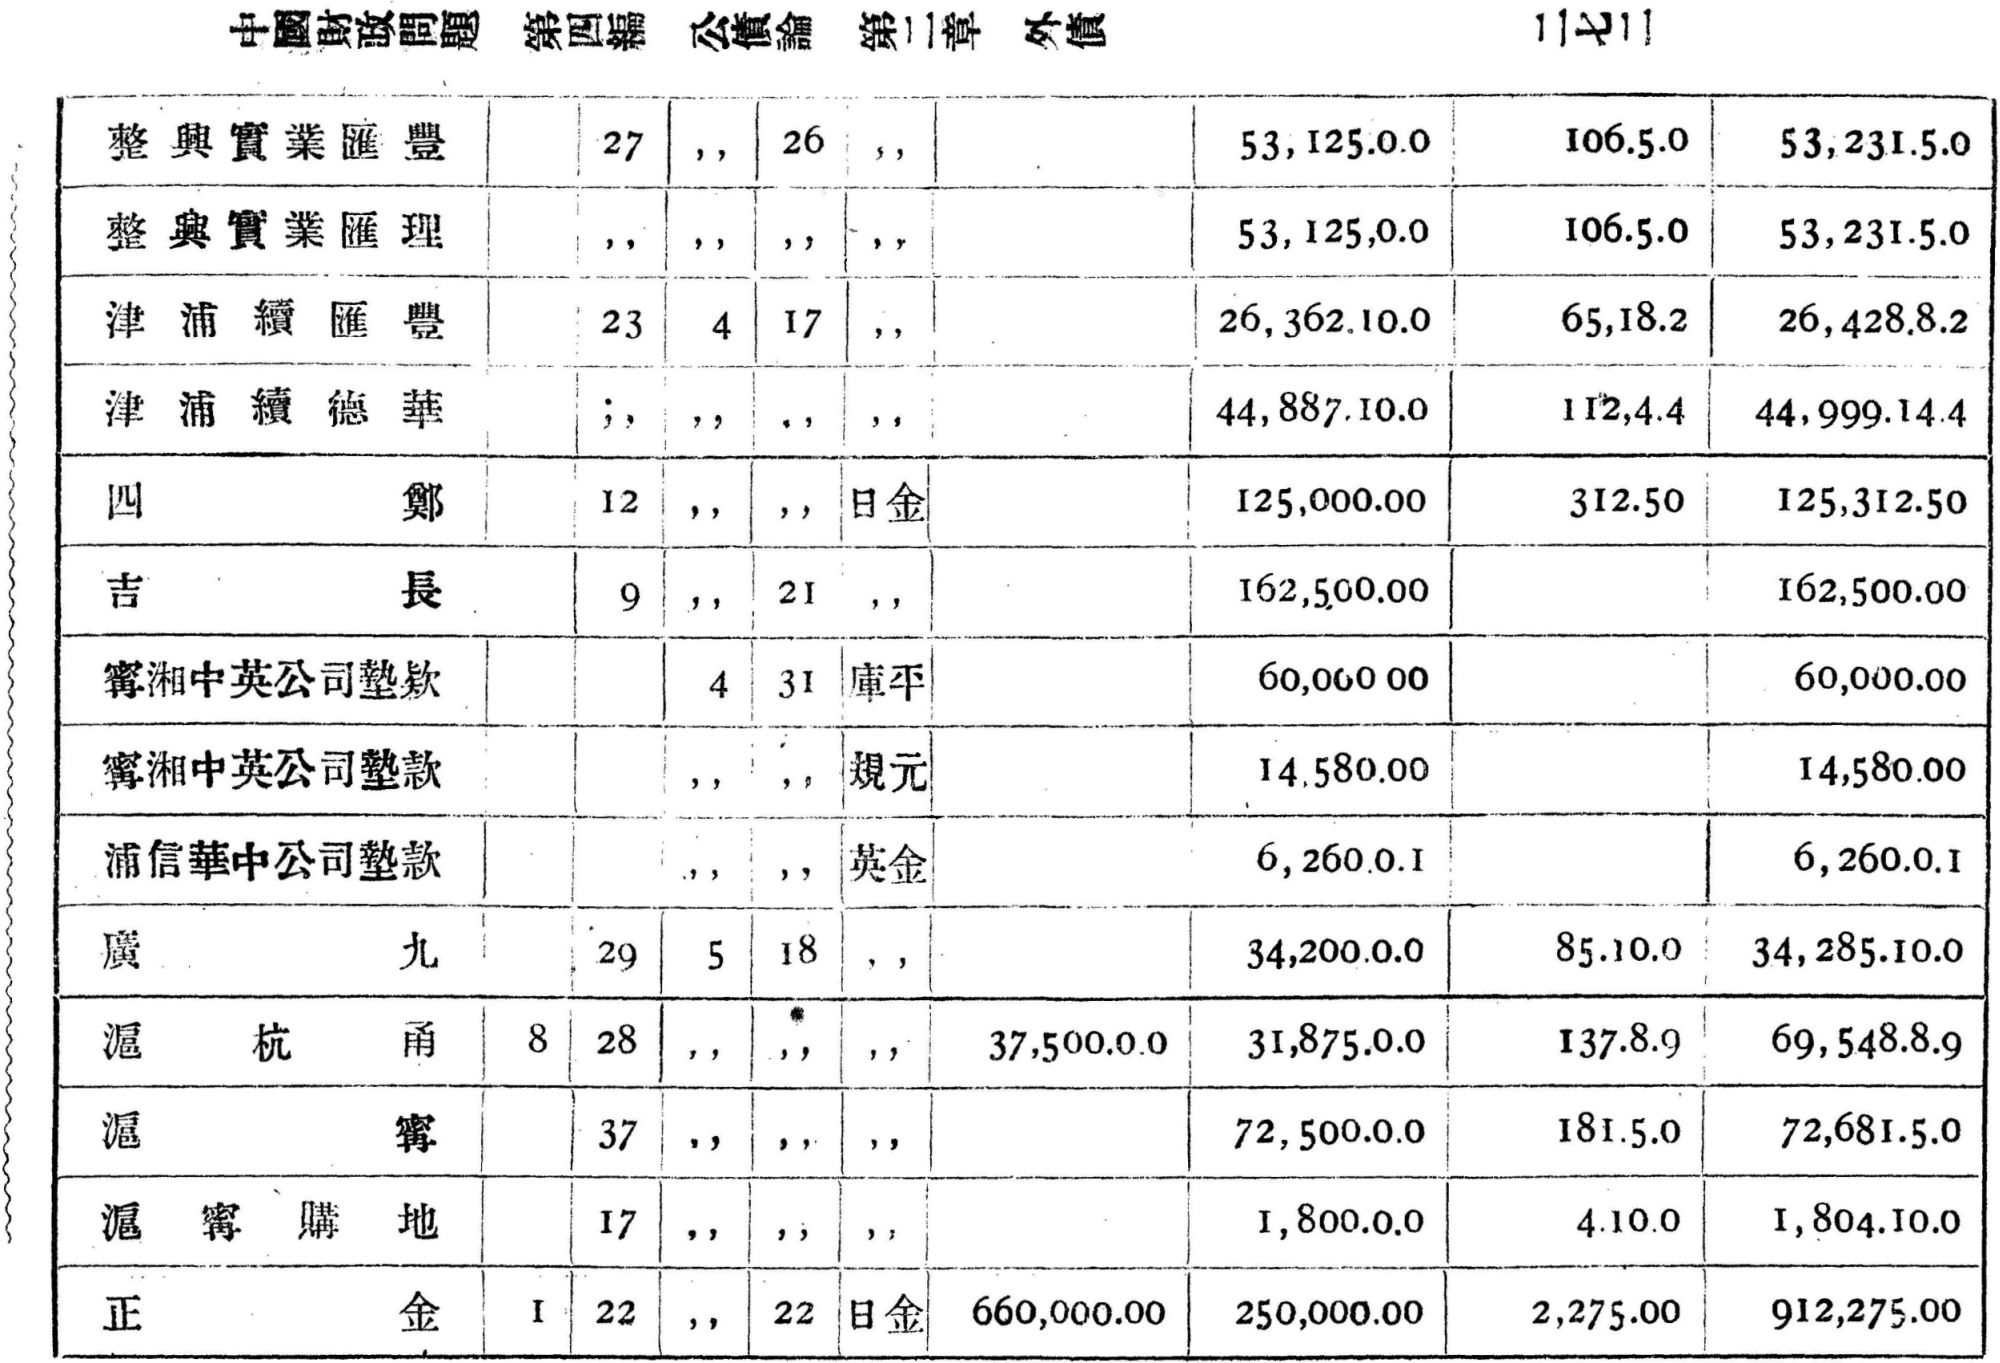 中國財政問題 第四編 公債論 第二章 外債 二七二
整興實業匯豐 27 ,, 26 ,, 53,125.0.0 106.5.0 53,231.5.0
整興實業匯理 ,, ,, ,, ,, 53,125,0.0 106.5.0 53,231.5.0
津浦續匯豐 23 4 17 ,, 26,362.10.0 65,18.2 26,428.8.2
津浦續德華 ;, ,, ,, ,, 44,887.10.0 112,4.4 44,999.14.4
四鄭 12 ,, ,, 日金 125,000.00 312.50 125,312.50
吉長 9 ,, 21 ,, 162,500.00 162,500.00
寗湘中英公司墊欵 4 31 庫平 60,000 00 60,000.00
寗湘中英公司墊款 ,, ,, 規元 14,580.00 14,580.00
浦信華中公司墊款 ,, ,, 英金 6,260.0.1 6,260.0.1
廣九 29 5 18 ,, 34,200.0.0 85.10.0 34,285.10.0
滬杭甬 8 28 ,, ,, ,, 37,500.0.0 31,875.0.0 137.8.9 69,548.8.9
滬寗 37 ,, ,, ,, 72,500.0.0 181.5.0 72,681.5.0
滬寗購地 17 ,, ,, ,, 1,800.0.0 4.10.0 1,804.10.0
正金 1 22 ,, 22 日金 660,000.00 250,000.00 2,275.00 912,275.00